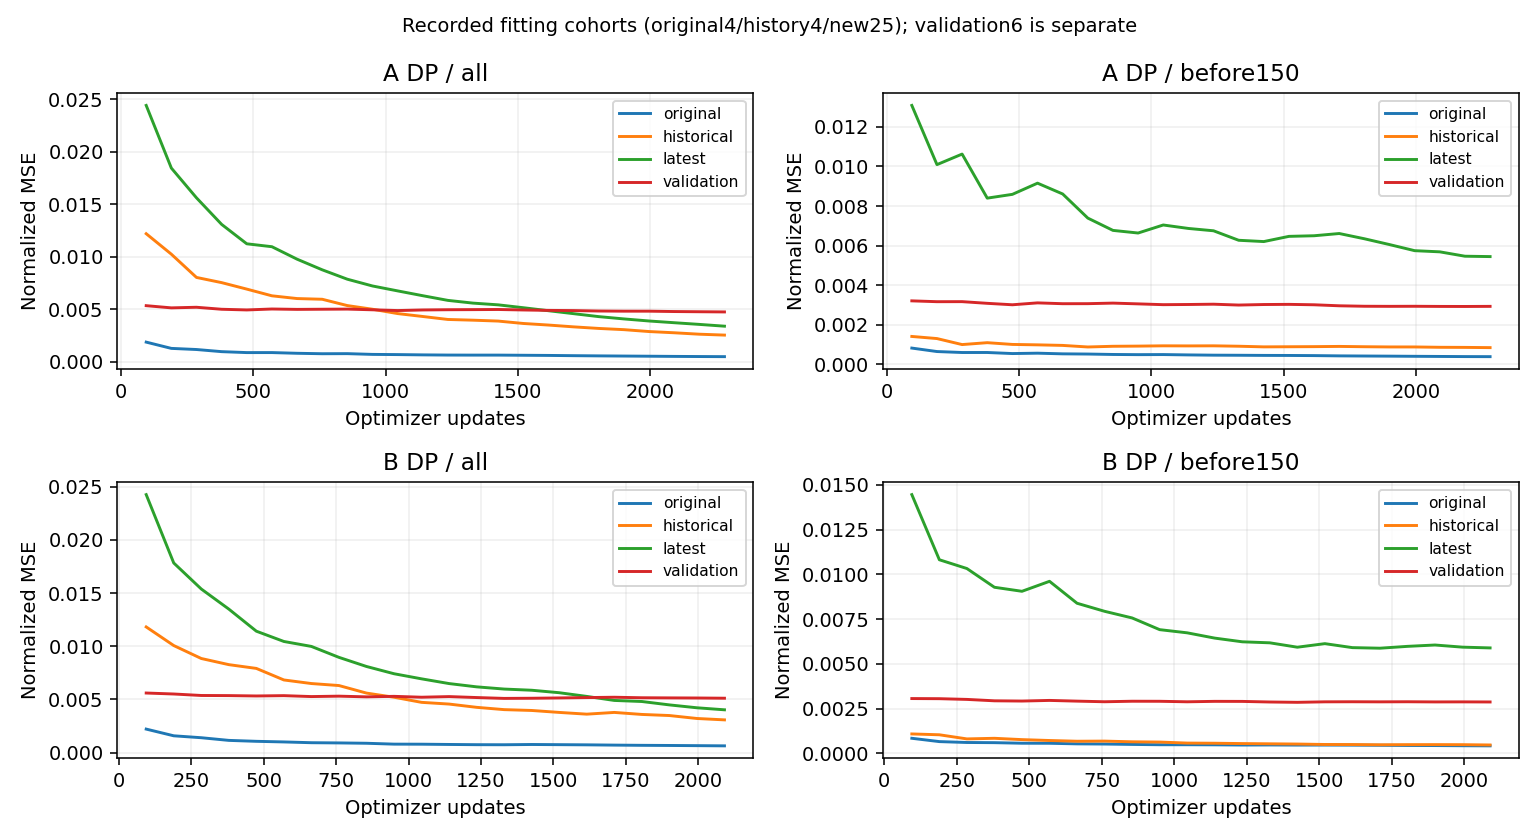 Recorded fitting cohorts (original4/history4/new25); validation6 is separate
A DP / all
Normalized MSE
0.025
0.020
0.015
0.010
0.005
0.000
original
historical
latest
validation
0 500 1000 1500 2000
Optimizer updates
A DP / before150
Normalized MSE
0.012
0.010
0.008
0.006
0.004
0.002
0.000
original
historical
latest
validation
0 500 1000 1500 2000
Optimizer updates
B DP / all
Normalized MSE
0.025
0.020
0.015
0.010
0.005
0.000
original
historical
latest
validation
0 250 500 750 1000 1250 1500 1750 2000
Optimizer updates
B DP / before150
Normalized MSE
0.0150
0.0125
0.0100
0.0075
0.0050
0.0025
0.0000
original
historical
latest
validation
0 250 500 750 1000 1250 1500 1750 2000
Optimizer updates